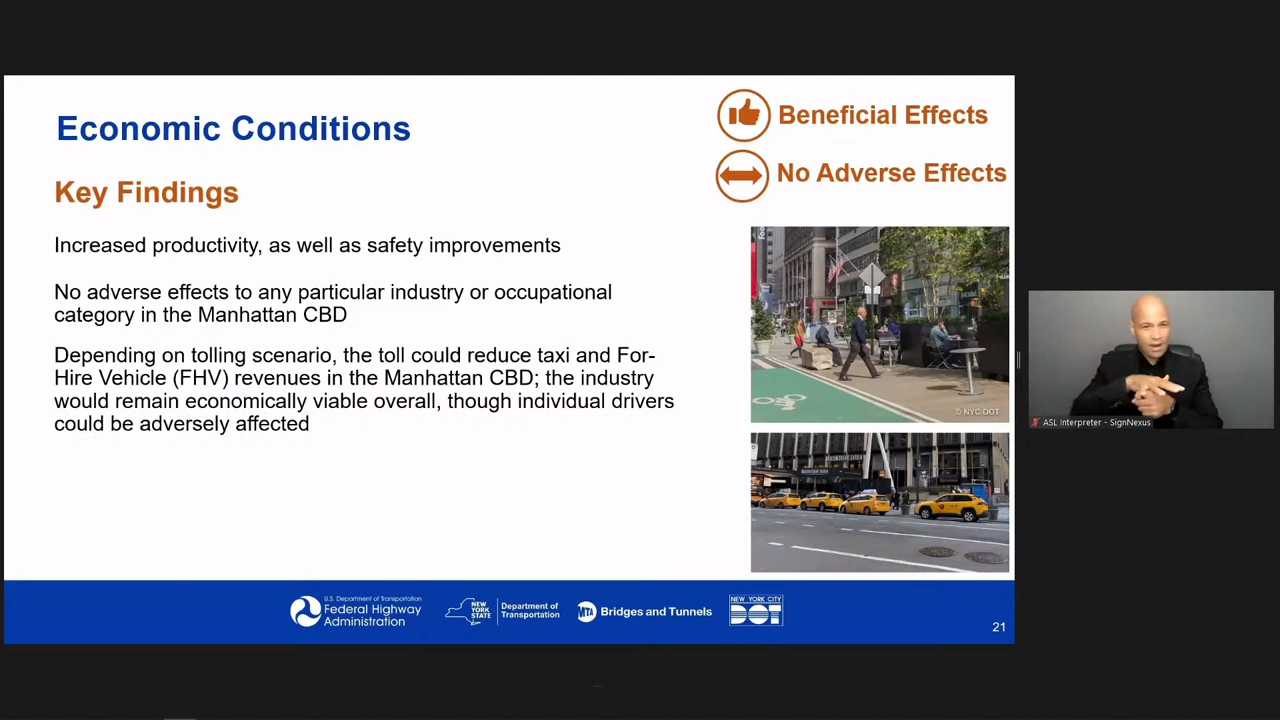 Economic Conditions
Beneficial Effects
No Adverse Effects
Key Findings
Increased productivity, as well as safety improvements
No adverse effects to any particular industry or occupational
category in the Manhattan CBD
Depending on tolling scenario, the toll could reduce taxi and For-
Hire Vehicle (FHV) revenues in the Manhattan CBD; the industry
would remain economically viable overall, though individual drivers
could be adversely affected
© NYC DOT
ASL Interpreter - SignNexus
U.S. Department of Transportation
Federal Highway
Administration
NEW
YORK
STATE
Department of
Transportation
MTA
Bridges and Tunnels
NEW YORK CITY
DOT
21